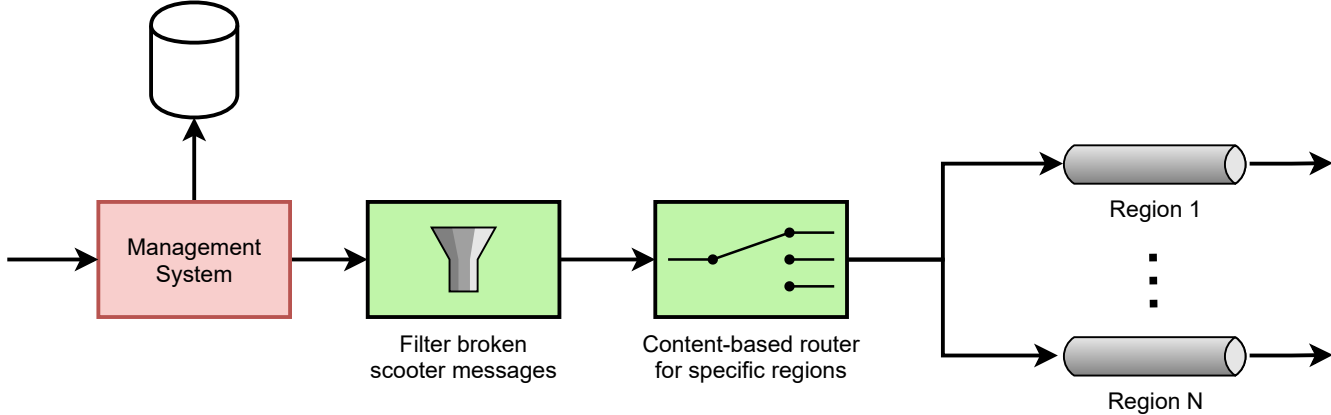 Management
System
Filter broken
scooter messages
Content-based router
for specific regions
Region 1
Region N